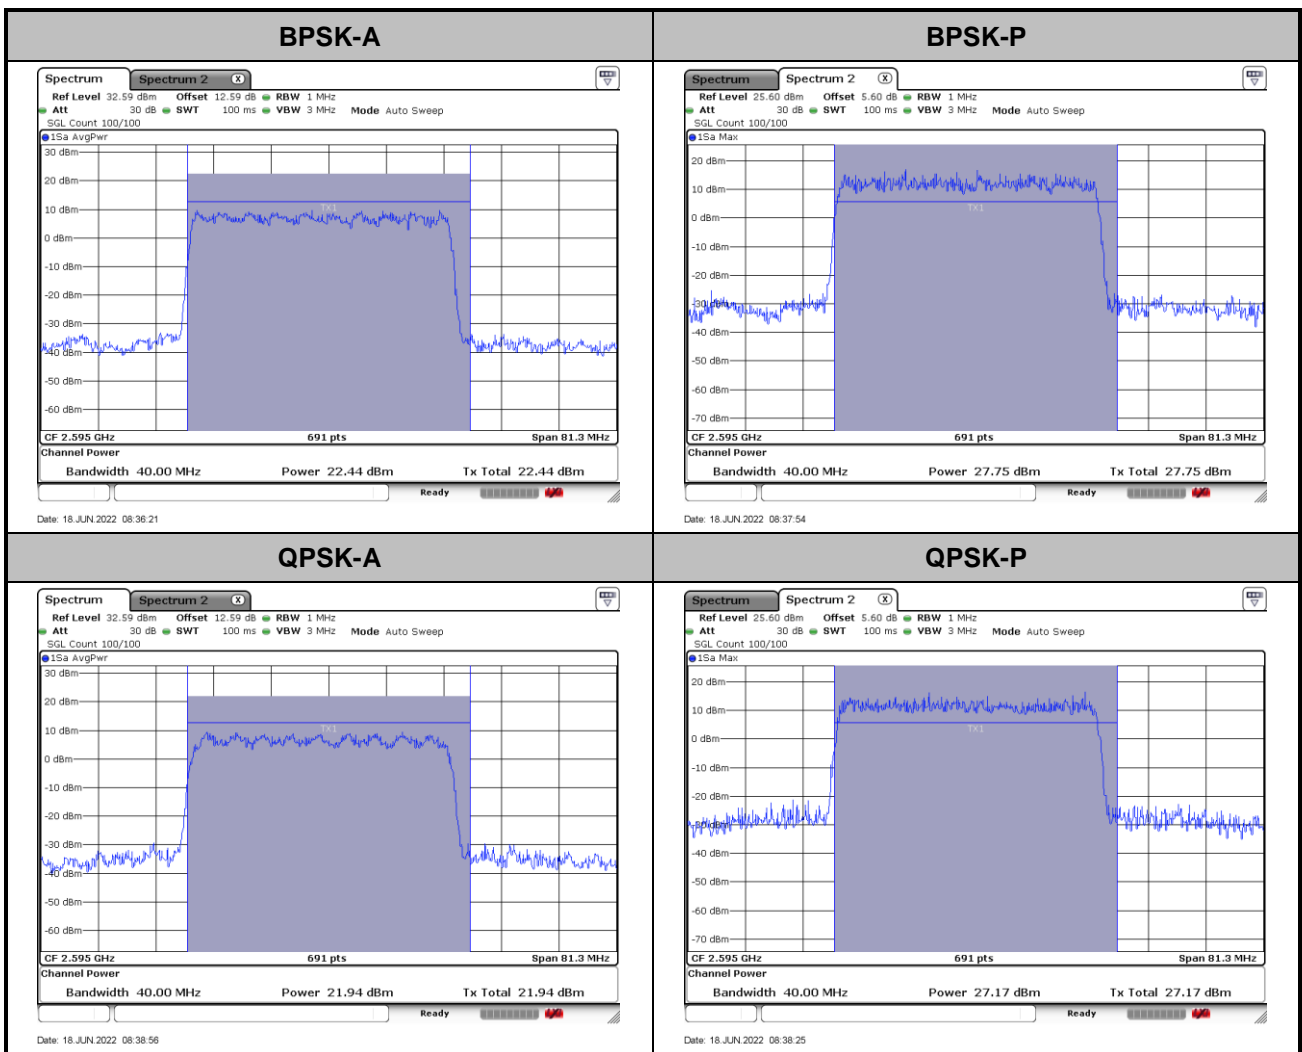 BPSK-A
BPSK-P
Spectrum Spectrum 2 X
Ref Level 32.59 dBm Offset 12.59 dB RBW 1 MHz
Att 30 dB SWT 100 ms VBW 3 MHz Mode Auto Sweep
SGL Count 100/100
1Sa AvgPwr
30 dBm
20 dBm
TX1
10 dBm
0 dBm
-10 dBm
-20 dBm
-30 dBm
-40 dBm
-50 dBm
-60 dBm
CF 2.595 GHz 691 pts Span 81.3 MHz
Channel Power
Bandwidth 40.00 MHz Power 22.44 dBm Tx Total 22.44 dBm
Ready
Date: 18.JUN.2022 08:36:21
Spectrum Spectrum 2 X
Ref Level 25.60 dBm Offset 5.60 dB RBW 1 MHz
Att 30 dB SWT 100 ms VBW 3 MHz Mode Auto Sweep
SGL Count 100/100
1Sa Max
20 dBm
10 dBm
TX1
0 dBm
-10 dBm
-20 dBm
-30 dBm
-40 dBm
-50 dBm
-60 dBm
-70 dBm
CF 2.595 GHz 691 pts Span 81.3 MHz
Channel Power
Bandwidth 40.00 MHz Power 27.75 dBm Tx Total 27.75 dBm
Ready
Date: 18.JUN.2022 08:37:54
QPSK-A
QPSK-P
Spectrum Spectrum 2 X
Ref Level 32.59 dBm Offset 12.59 dB RBW 1 MHz
Att 30 dB SWT 100 ms VBW 3 MHz Mode Auto Sweep
SGL Count 100/100
1Sa AvgPwr
30 dBm
20 dBm
TX1
10 dBm
0 dBm
-10 dBm
-20 dBm
-30 dBm
-40 dBm
-50 dBm
-60 dBm
CF 2.595 GHz 691 pts Span 81.3 MHz
Channel Power
Bandwidth 40.00 MHz Power 21.94 dBm Tx Total 21.94 dBm
Ready
Date: 18.JUN.2022 08:38:56
Spectrum Spectrum 2 X
Ref Level 25.60 dBm Offset 5.60 dB RBW 1 MHz
Att 30 dB SWT 100 ms VBW 3 MHz Mode Auto Sweep
SGL Count 100/100
1Sa Max
20 dBm
10 dBm
TX1
0 dBm
-10 dBm
-20 dBm
-30 dBm
-40 dBm
-50 dBm
-60 dBm
-70 dBm
CF 2.595 GHz 691 pts Span 81.3 MHz
Channel Power
Bandwidth 40.00 MHz Power 27.17 dBm Tx Total 27.17 dBm
Ready
Date: 18.JUN.2022 08:38:25